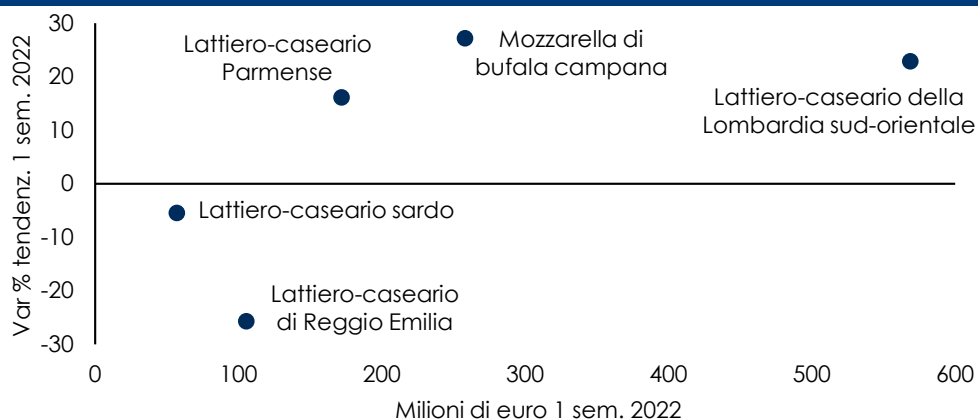 Var % tendenz. 1 sem. 2022
30
20
10
0
-10
-20
-30
Lattiero-caseario
Parmense
Mozzarella di
bufala campana
Lattiero-caseario della
Lombardia sud-orientale
Lattiero-caseario sardo
Lattiero-caseario
di Reggio Emilia
0
100
200
300
400
500
600
Milioni di euro 1 sem. 2022